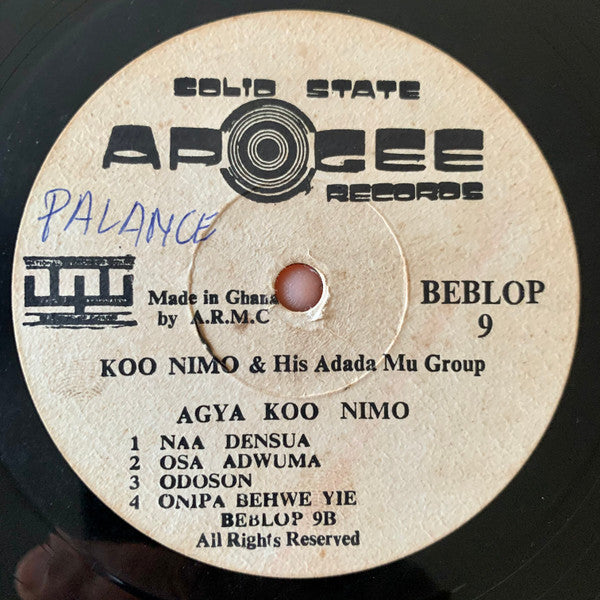 SOLID STATE
APOGEE
RECORDS
PALANCE
Made in Ghana
by A.R.M.C
BEBLOP
9
KOO NIMO & His Adada Mu Group
AGYA KOO NIMO
1 NAA DENSUA
2 OSA ADWUMA
3 ODOSON
4 ONIPA BEHWE YIE
BEBLOP 9B
All Rights Reserved